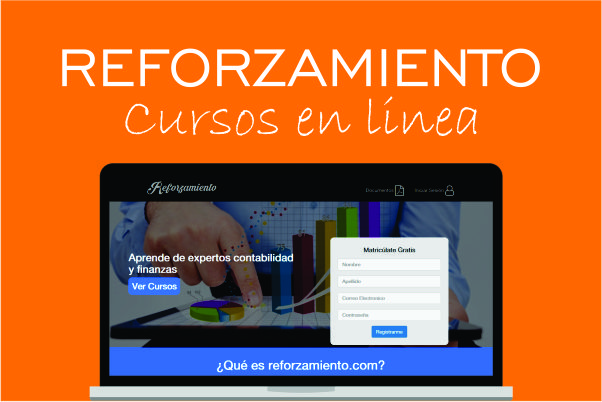 REFORZAMIENTO
Cursos en línea
Reforzamiento
Documentos
Iniciar Sesión
Aprende de expertos contabilidad
y finanzas
Ver Cursos
Matricúlate Gratis
Nombre
Apellido
Correo Electronico
Contraseña
Registrarme
¿Qué es reforzamiento.com?